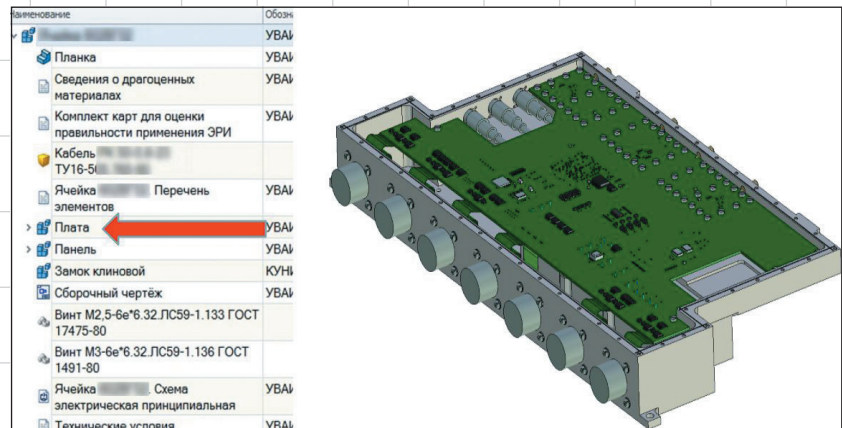 Наименование Обозн
УВАИ
Планка УВАИ
Сведения о драгоценных УВАИ
материалах
Комплект карт для оценки УВАИ
правильности применения ЭРИ
Кабель
ТУ16-50
Ячейка Перечень УВАИ
элементов
Плата УВАИ
Панель УВАИ
Замок клиновой КУНИ
Сборочный чертёж УВАИ
Винт М2,5-6е*6.32.ЛС59-1.133 ГОСТ
17475-80
Винт М3-6е*6.32.ЛС59-1.136 ГОСТ
1491-80
Ячейка Схема УВАИ
электрическая принципиальная
Технические условия УВАИ